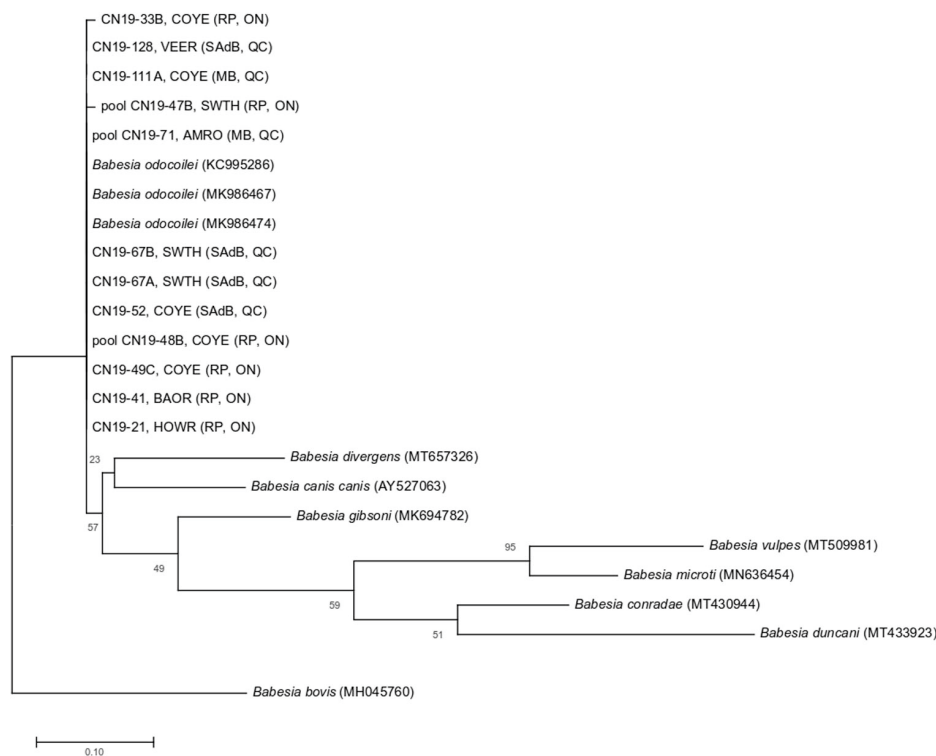 CN19-33B, COYE (RP, ON)
CN19-128, VEER (SAdB, QC)
CN19-111A, COYE (MB, QC)
pool CN19-47B, SWTH (RP, ON)
pool CN19-71, AMRO (MB, QC)
Babesia odocoilei (KC995286)
Babesia odocoilei (MK986467)
Babesia odocoilei (MK986474)
CN19-67B, SWTH (SAdB, QC)
CN19-67A, SWTH (SAdB, QC)
CN19-52, COYE (SAdB, QC)
pool CN19-48B, COYE (RP, ON)
CN19-49C, COYE (RP, ON)
CN19-41, BAOR (RP, ON)
CN19-21, HOWR (RP, ON)
23
Babesia divergens (MT657326)
Babesia canis canis (AY527063)
57
Babesia gibsoni (MK694782)
49
95
Babesia vulpes (MT509981)
Babesia microti (MN636454)
59
Babesia conradae (MT430944)
51
Babesia duncani (MT433923)
Babesia bovis (MH045760)
0.10